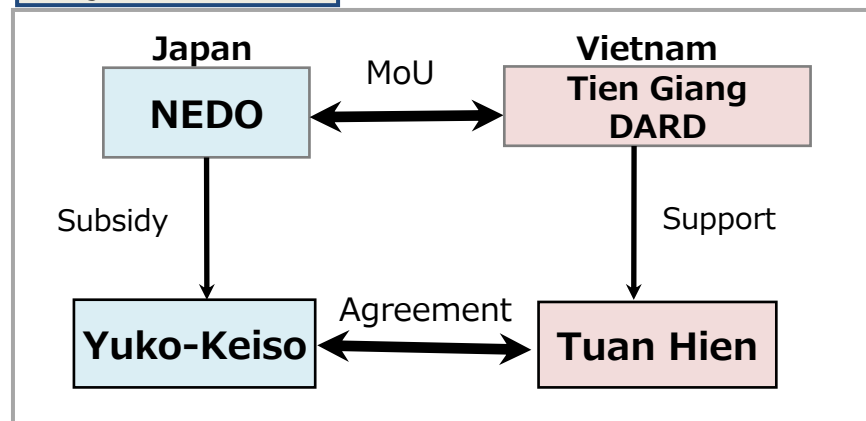 Japan
Vietnam
NEDO
MoU
Tien Giang
DARD
Subsidy
Support
Yuko-Keiso
Agreement
Tuan Hien